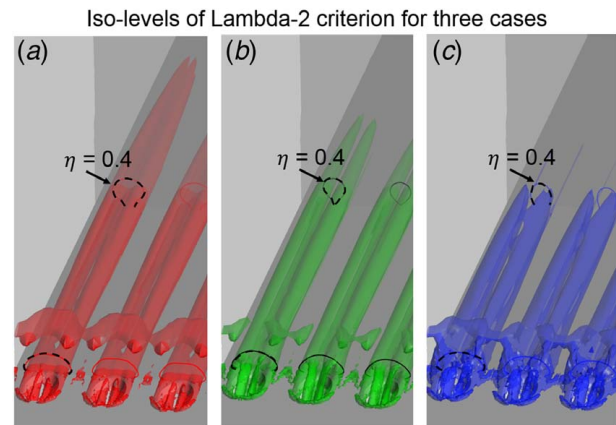 Iso-levels of Lambda-2 criterion for three cases
(a)
η = 0.4
(b)
η = 0.4
(c)
η = 0.4